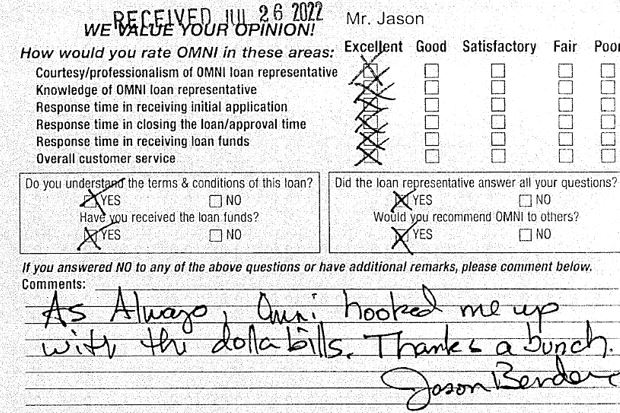 RECEIVED JUL 26 2022
Mr. Jason
WE VALUE YOUR OPINION!
How would you rate OMNI in these areas: Excellent Good Satisfactory Fair Poor
Courtesy/professionalism of OMNI loan representative
Knowledge of OMNI loan representative
Response time in receiving initial application
Response time in closing the loan/approval time
Response time in receiving loan funds
Overall customer service
Do you understand the terms & conditions of this loan?
YES NO
Have you received the loan funds?
YES NO
Did the loan representative answer all your questions?
YES NO
Would you recommend OMNI to others?
YES NO
If you answered NO to any of the above questions or have additional remarks, please comment below.
Comments:
As Always, Omni hooked me up
with the dolla bills. Thanks a bunch.
Jason Bender